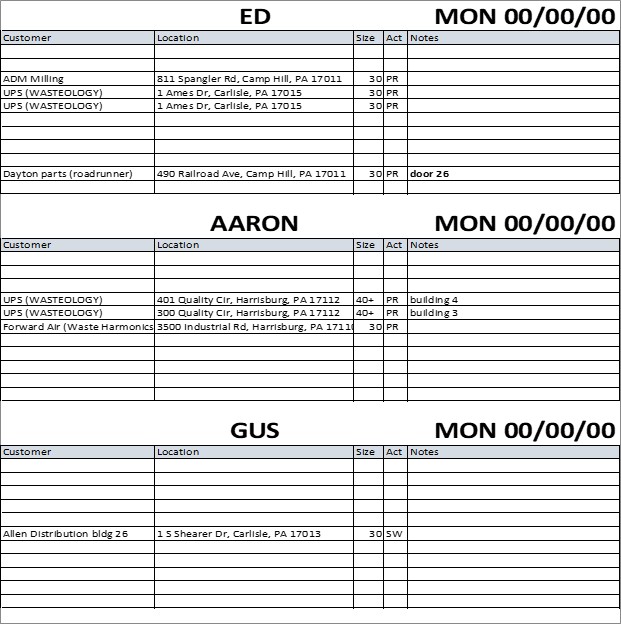 ED MON 00/00/00
Customer Location Size Act Notes
ADM Milling 811 Spangler Rd, Camp Hill, PA 17011 30 PR
UPS (WASTEOLOGY) 1 Ames Dr, Carlisle, PA 17015 30 PR
UPS (WASTEOLOGY) 1 Ames Dr, Carlisle, PA 17015 30 PR
Dayton parts (roadrunner) 490 Railroad Ave, Camp Hill, PA 17011 30 PR door 26
AARON MON 00/00/00
Customer Location Size Act Notes
UPS (WASTEOLOGY) 401 Quality Cir, Harrisburg, PA 17112 40+ PR building 4
UPS (WASTEOLOGY) 300 Quality Cir, Harrisburg, PA 17112 40+ PR building 3
Forward Air (Waste Harmonics 3500 Industrial Rd, Harrisburg, PA 17110 30 PR
GUS MON 00/00/00
Customer Location Size Act Notes
Allen Distribution bldg 26 1 S Shearer Dr, Carlisle, PA 17013 30 SW